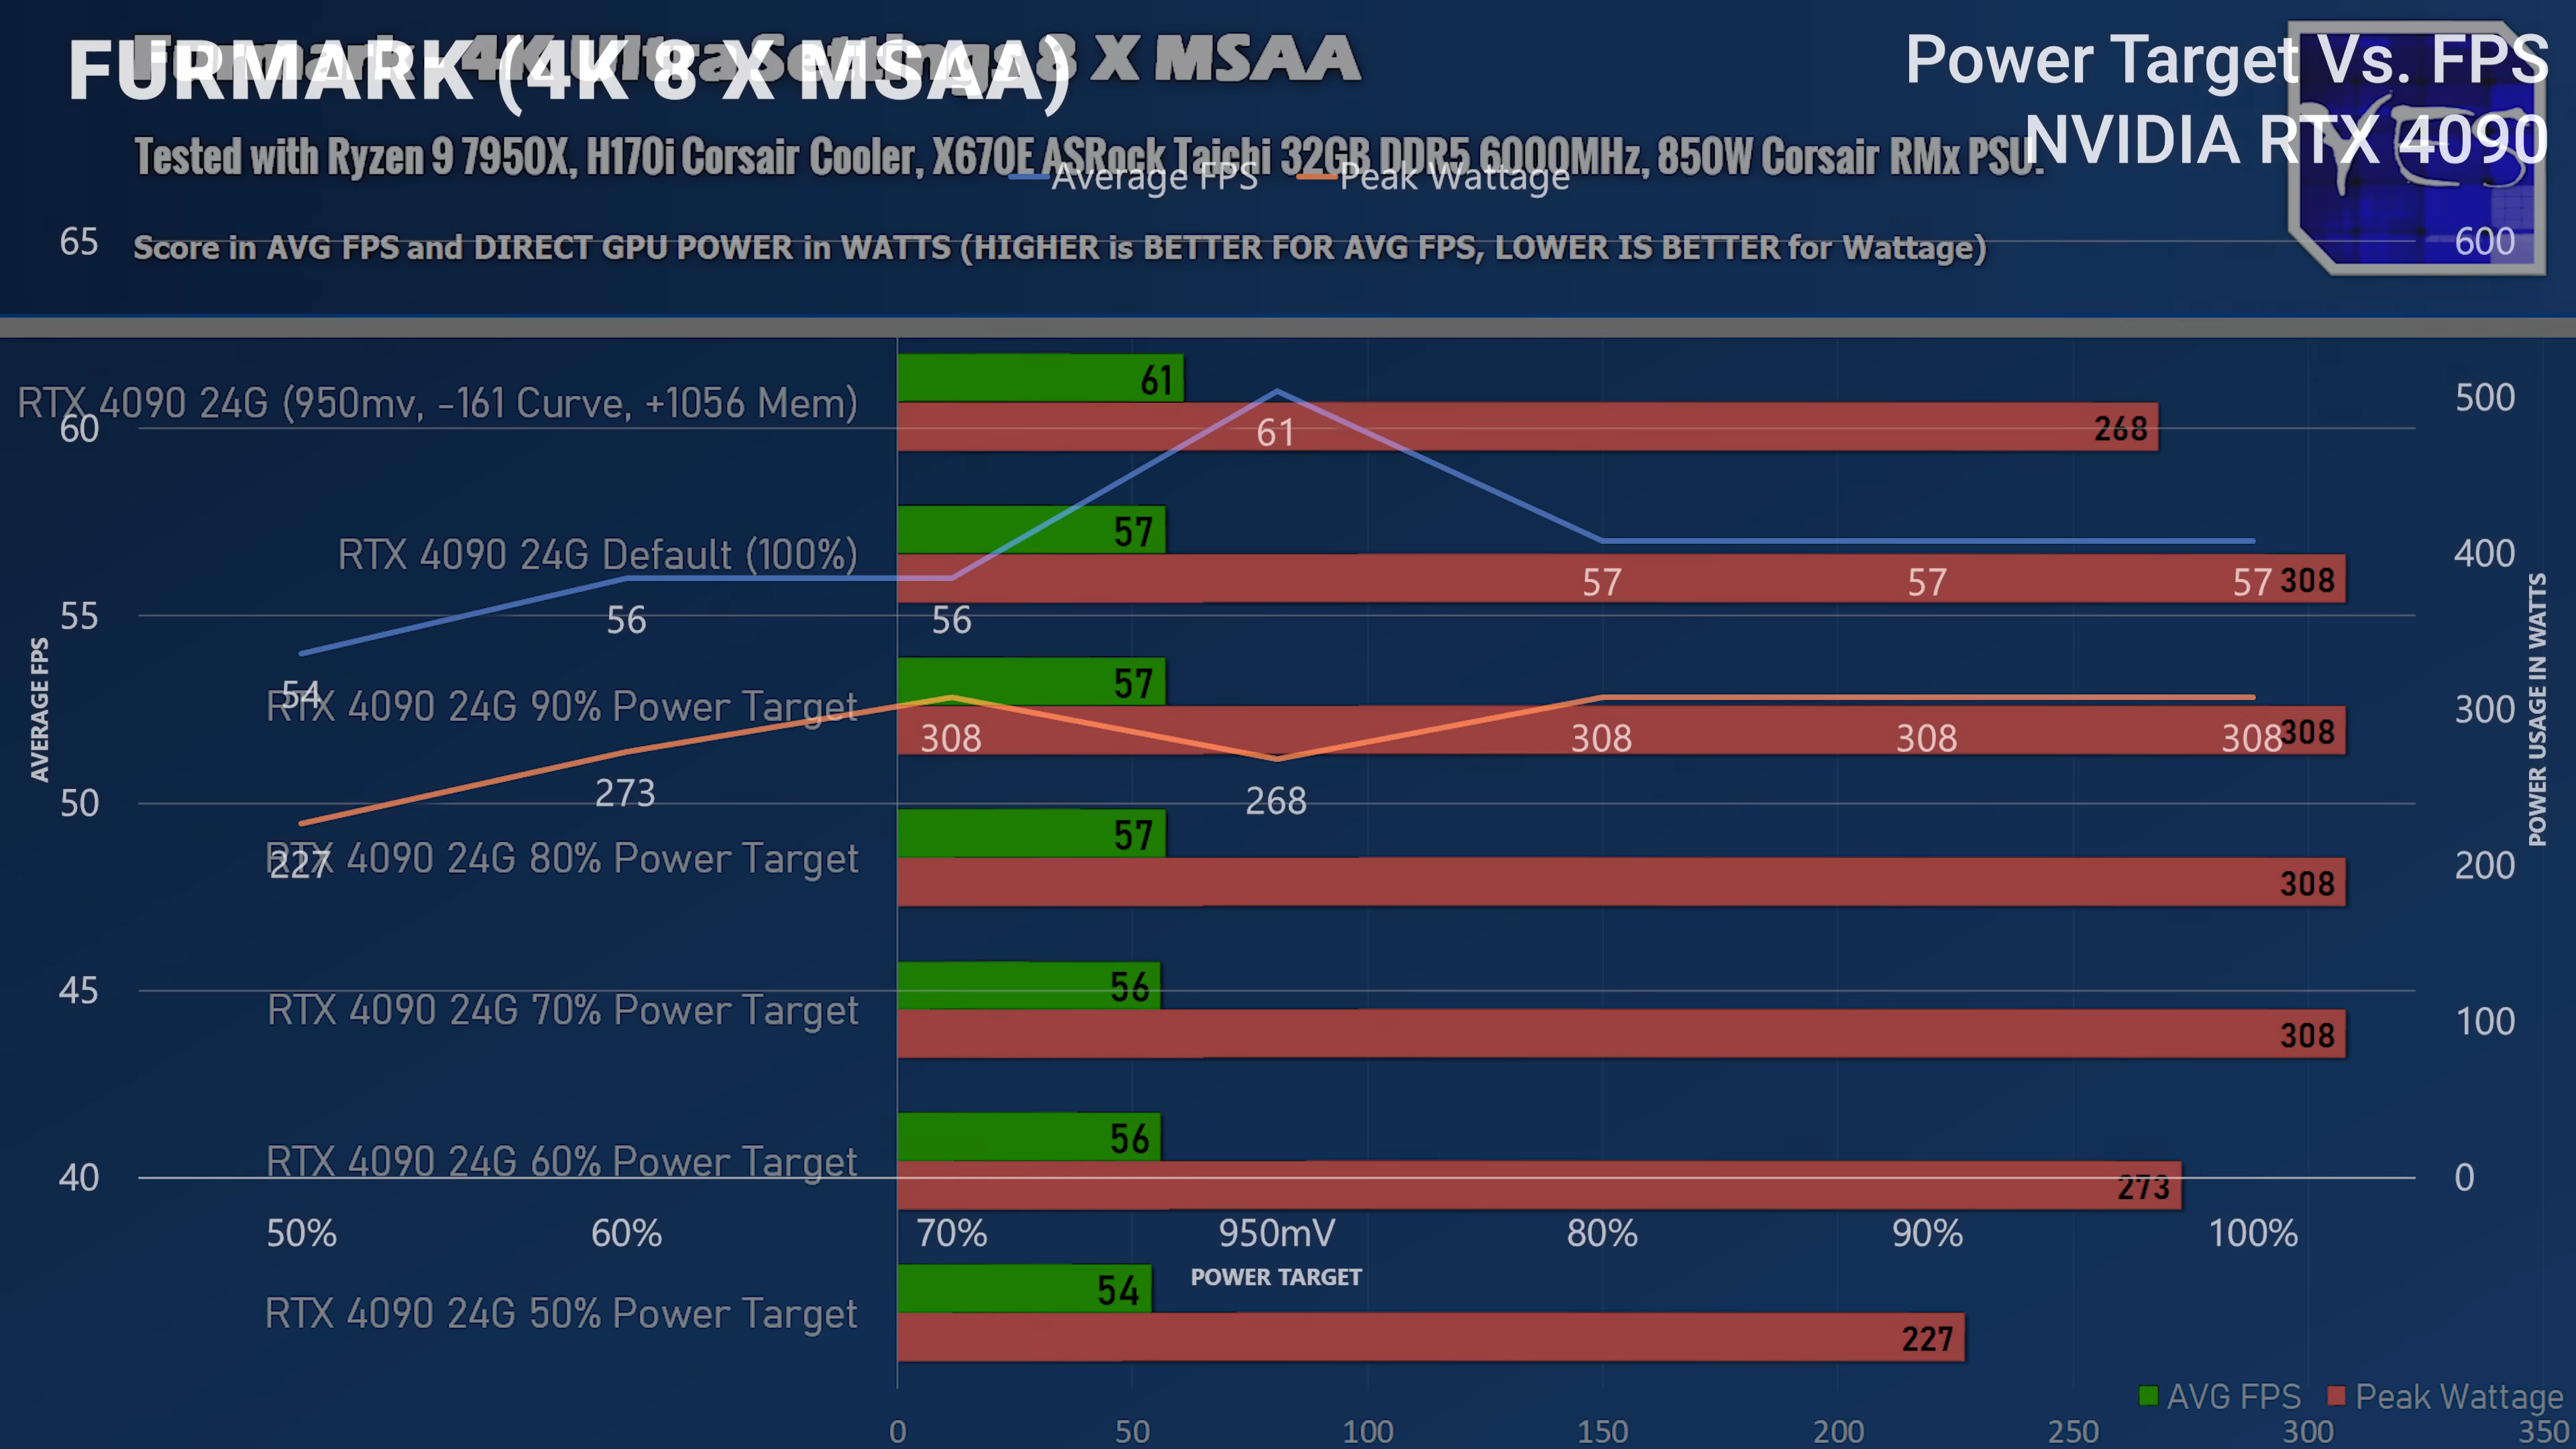 FURMARK (4K 8 X MSAA)
Furmark - 4K Ultra Settings 8 X MSAA
Power Target Vs. FPS
NVIDIA RTX 4090
YES
Tested with Ryzen 9 7950X, H170i Corsair Cooler, X670E ASRock Taichi 32GB DDR5 6000MHz, 850W Corsair RMx PSU.
Average FPS Peak Wattage
Score in AVG FPS and DIRECT GPU POWER in WATTS (HIGHER is BETTER FOR AVG FPS, LOWER IS BETTER for Wattage)
65
60
55
50
45
40
AVERAGE FPS
600
500
400
300
200
100
0
POWER USAGE IN WATTS
RTX 4090 24G (950mv, -161 Curve, +1056 Mem)
61
268
RTX 4090 24G Default (100%)
57
308
RTX 4090 24G 90% Power Target
57
308
RTX 4090 24G 80% Power Target
57
308
RTX 4090 24G 70% Power Target
56
308
RTX 4090 24G 60% Power Target
56
273
RTX 4090 24G 50% Power Target
54
227
54 56 56 61 57 57 57
227 273 308 268 308 308 308
50% 60% 70% 950mV 80% 90% 100%
POWER TARGET
AVG FPS Peak Wattage
0 50 100 150 200 250 300 350